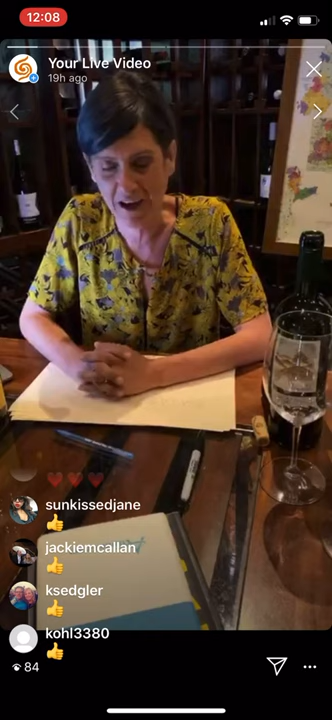 12:08
Your Live Video
19h ago
sunkissedjane
jackiemcallan
ksedgler
kohl3380
84